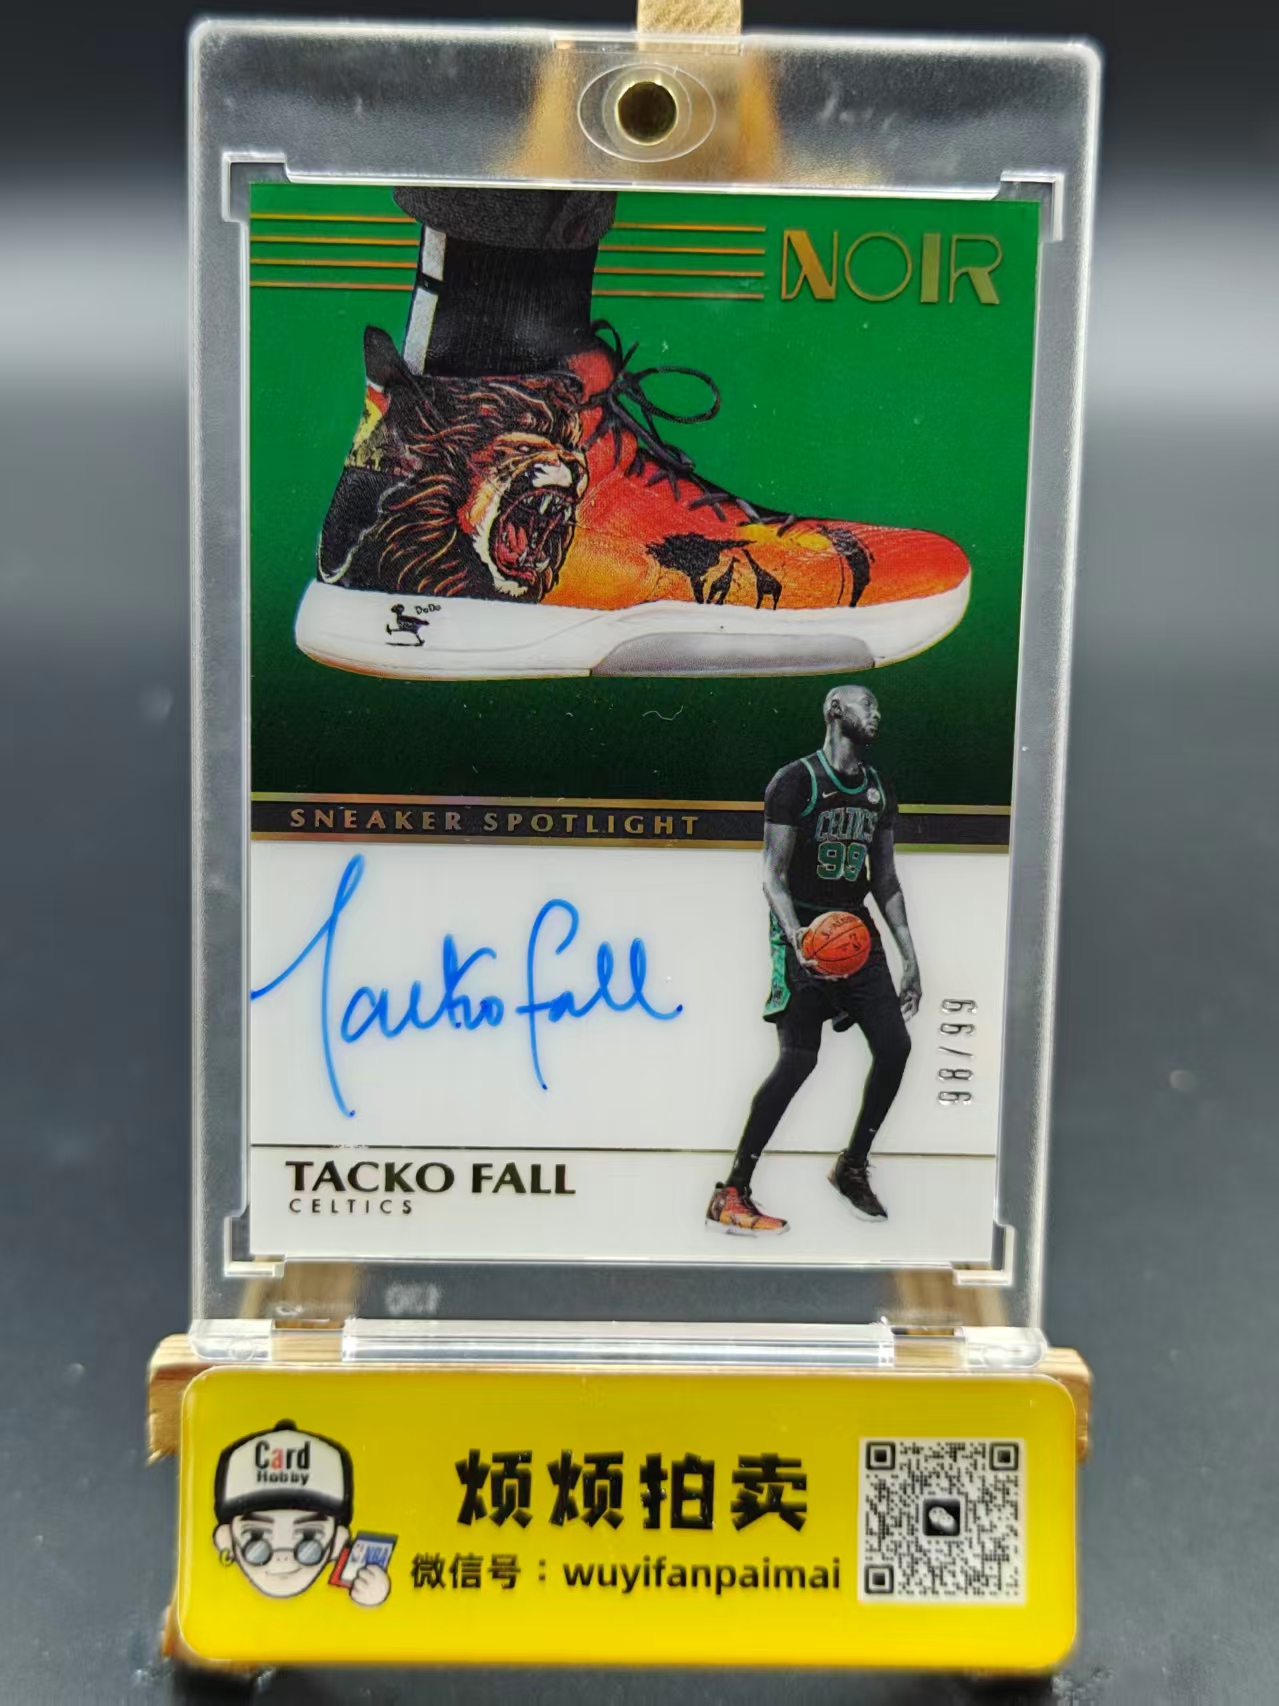 NOIR
DoDo
SNEAKER SPOTLIGHT
CELTICS
99
Tacko Fall
98/99
TACKO FALL
CELTICS
Card
Hobby
NBA
烦烦拍卖
微信号：wuyifanpaimai